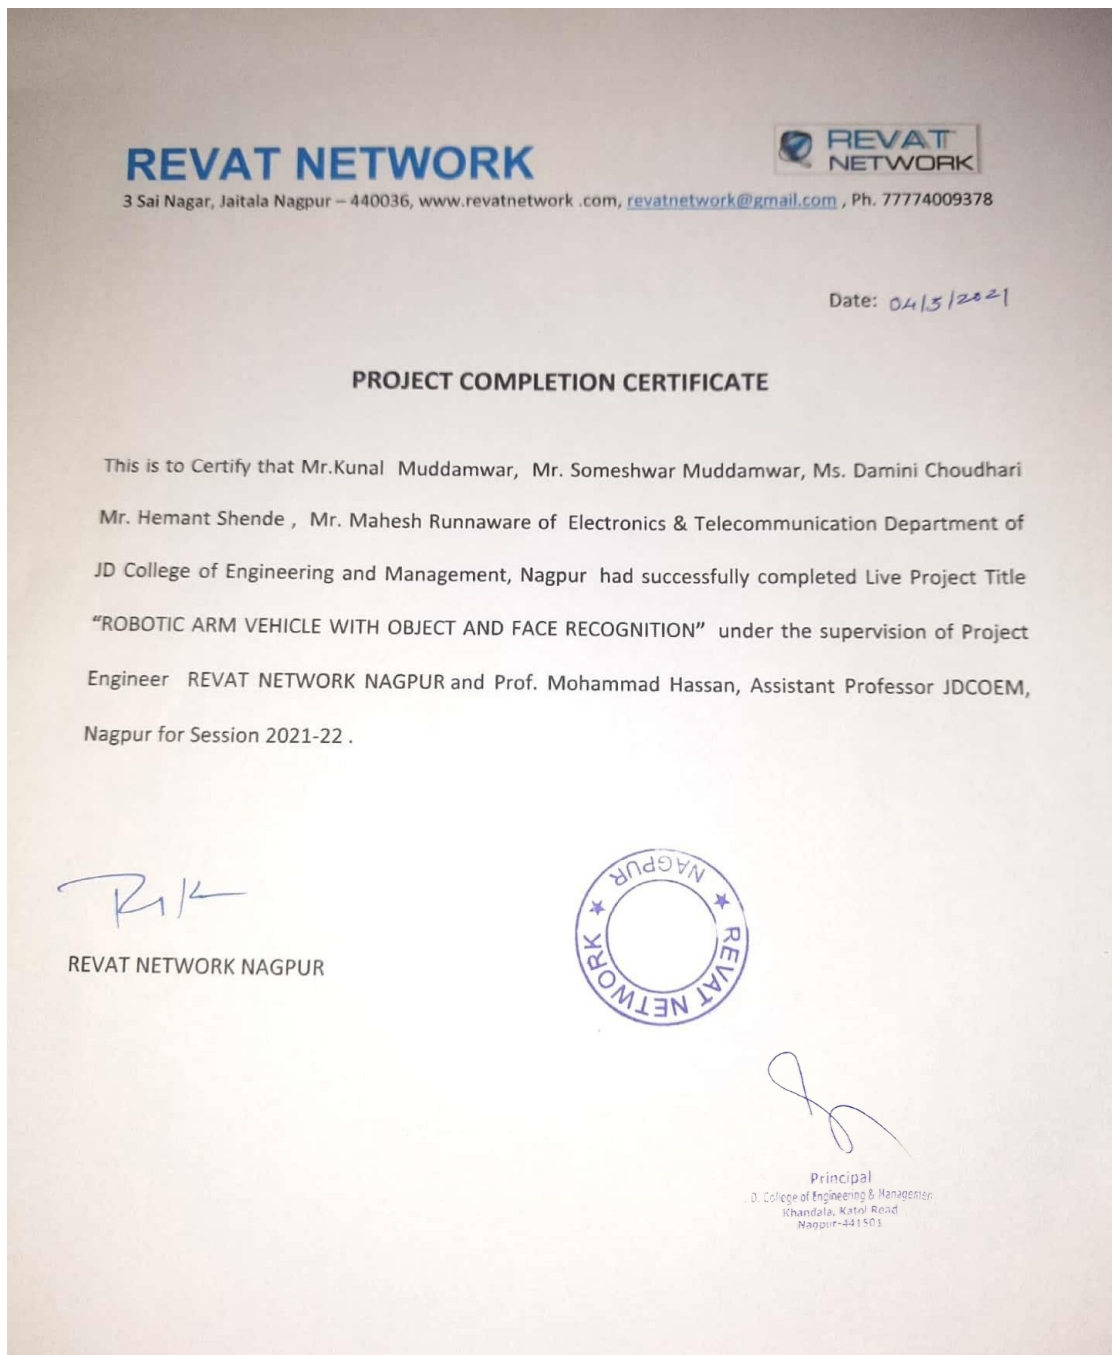 REVAT NETWORK
REVAT
NETWORK
3 Sai Nagar, Jaitala Nagpur – 440036, www.revatnetwork .com, revatnetwork@gmail.com , Ph. 77774009378
Date: 04/5/2021
PROJECT COMPLETION CERTIFICATE
This is to Certify that Mr.Kunal Muddamwar, Mr. Someshwar Muddamwar, Ms. Damini Choudhari
Mr. Hemant Shende , Mr. Mahesh Runnaware of Electronics & Telecommunication Department of
JD College of Engineering and Management, Nagpur had successfully completed Live Project Title
“ROBOTIC ARM VEHICLE WITH OBJECT AND FACE RECOGNITION” under the supervision of Project
Engineer REVAT NETWORK NAGPUR and Prof. Mohammad Hassan, Assistant Professor JDCOEM,
Nagpur for Session 2021-22 .
REVAT NETWORK NAGPUR
REVAT NETWORK ★ NAGPUR ★
Principal
. D. College of Engineering & Managemen
Khandala, Katol Road
Nagpur-441501